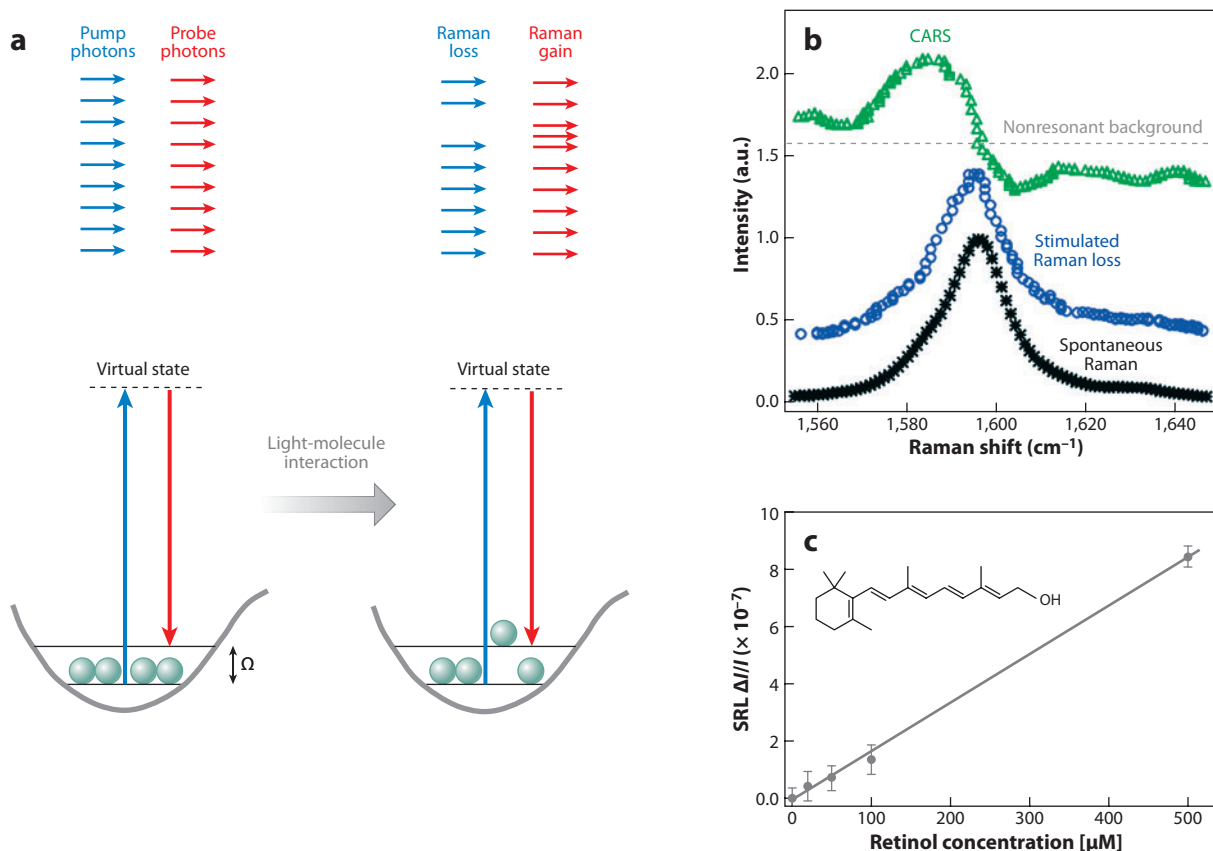 a
Pump
photons
Probe
photons
Raman
loss
Raman
gain
Virtual state
Virtual state
Light-molecule
interaction
Ω
b
CARS
Nonresonant background
Stimulated
Raman loss
Spontaneous
Raman
2.0
1.5
1.0
0.5
0.0
Intensity (a.u.)
1,560
1,580
1,600
1,620
1,640
Raman shift (cm⁻¹)
c
OH
10
8
6
4
2
0.0
SRL ΔI/I (× 10⁻⁷)
0
100
200
300
400
500
Retinol concentration [μM]